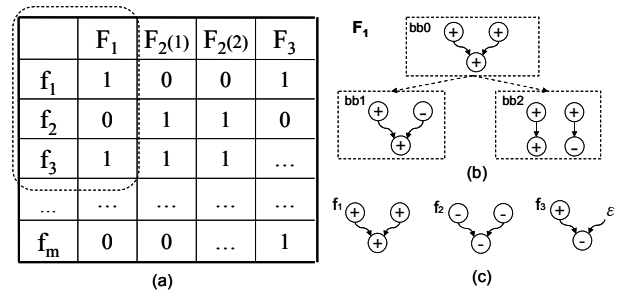 F1 F2(1) F2(2) F3
f1 1 0 0 1
f2 0 1 1 0
f3 1 1 1 ...
... ... ... ... ...
fm 0 0 ... 1
(a)
F1
bb0
+ +
+
bb1 bb2
+ - + +
+ + -
(b)
f1 + + f2 - - f3 + ε
+ - -
(c)